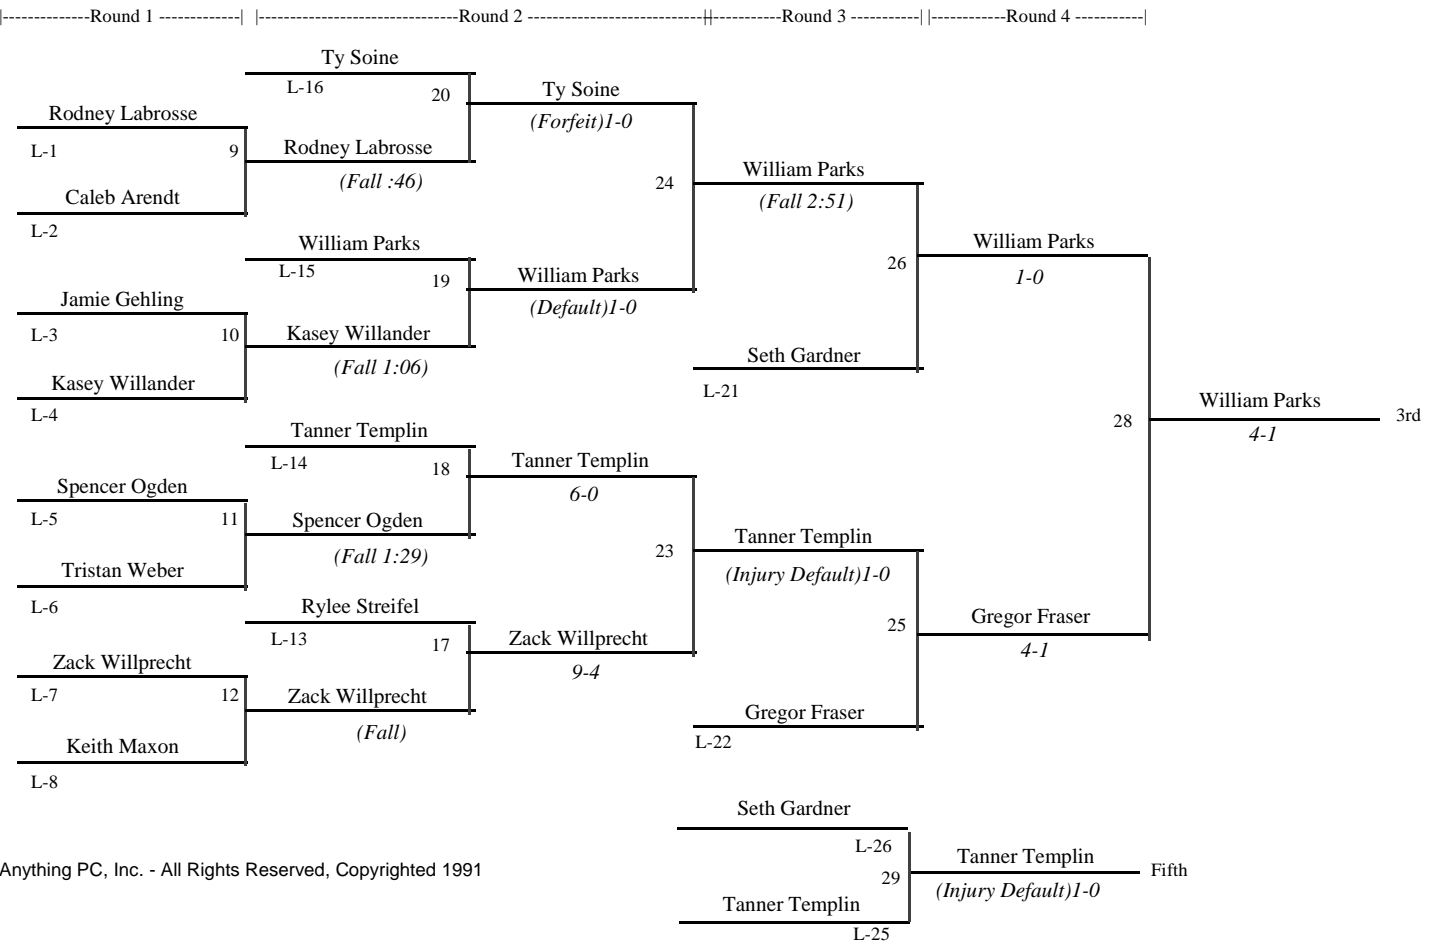 |-------------Round 1 -------------| |------------------------------Round 2 ---------------------------||-----------Round 3 -----------| |------------Round 4 -----------|
Ty Soine
L-16
20
Ty Soine
(Forfeit)1-0
Rodney Labrosse
L-1
9
Rodney Labrosse
(Fall :46)
Caleb Arendt
L-2
24
William Parks
(Fall 2:51)
William Parks
L-15
19
William Parks
(Default)1-0
Jamie Gehling
L-3
10
Kasey Willander
(Fall 1:06)
Kasey Willander
L-4
26
William Parks
1-0
Seth Gardner
L-21
28
William Parks
3rd
4-1
Tanner Templin
L-14
18
Tanner Templin
6-0
Spencer Ogden
L-5
11
Spencer Ogden
(Fall 1:29)
Tristan Weber
L-6
23
Tanner Templin
(Injury Default)1-0
Rylee Streifel
L-13
17
Zack Willprecht
9-4
Zack Willprecht
L-7
12
Zack Willprecht
(Fall)
Keith Maxon
L-8
25
Gregor Fraser
4-1
Gregor Fraser
L-22
Seth Gardner
L-26
29
Tanner Templin
Fifth
(Injury Default)1-0
Tanner Templin
L-25
Anything PC, Inc. - All Rights Reserved, Copyrighted 1991